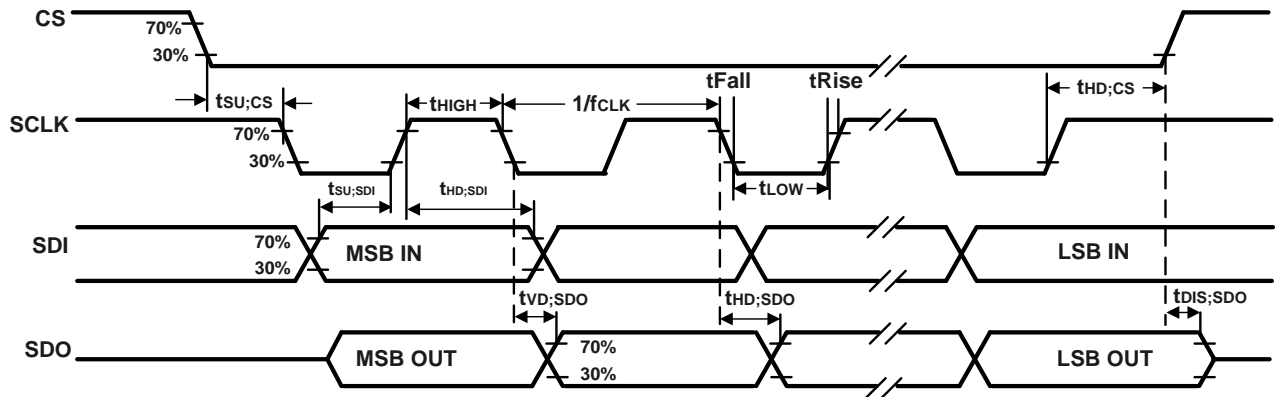 CS
70%
30%
tFall
tRise
tSU;CS
tHIGH
1/fCLK
tHD;CS
SCLK
70%
30%
tSU;SDI
tHD;SDI
tLOW
SDI
70%
30%
MSB IN
LSB IN
tVD;SDO
tHD;SDO
tDIS;SDO
SDO
MSB OUT
70%
30%
LSB OUT